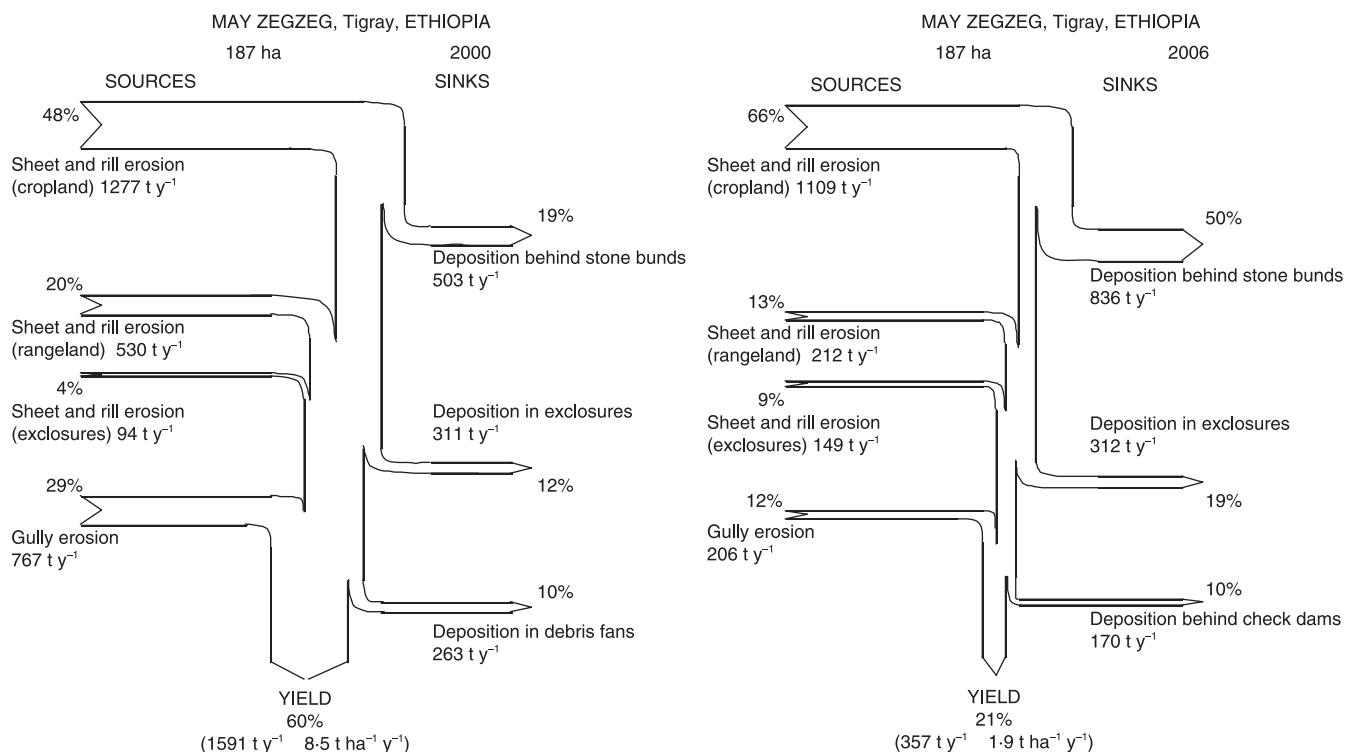 MAY ZEGZEG, Tigray, ETHIOPIA
187 ha 2000
SOURCES SINKS
48%
Sheet and rill erosion
(cropland) 1277 t y⁻¹
19%
Deposition behind stone bunds
503 t y⁻¹
20%
Sheet and rill erosion
(rangeland) 530 t y⁻¹
4%
Sheet and rill erosion
(exclosures) 94 t y⁻¹
Deposition in exclosures
311 t y⁻¹
12%
29%
Gully erosion
767 t y⁻¹
10%
Deposition in debris fans
263 t y⁻¹
YIELD
60%
(1591 t y⁻¹ 8·5 t ha⁻¹ y⁻¹)
MAY ZEGZEG, Tigray, ETHIOPIA
187 ha 2006
SOURCES SINKS
66%
Sheet and rill erosion
(cropland) 1109 t y⁻¹
50%
Deposition behind stone bunds
836 t y⁻¹
13%
Sheet and rill erosion
(rangeland) 212 t y⁻¹
9%
Sheet and rill erosion
(exclosures) 149 t y⁻¹
Deposition in exclosures
312 t y⁻¹
19%
12%
Gully erosion
206 t y⁻¹
10%
Deposition behind check dams
170 t y⁻¹
YIELD
21%
(357 t y⁻¹ 1·9 t ha⁻¹ y⁻¹)